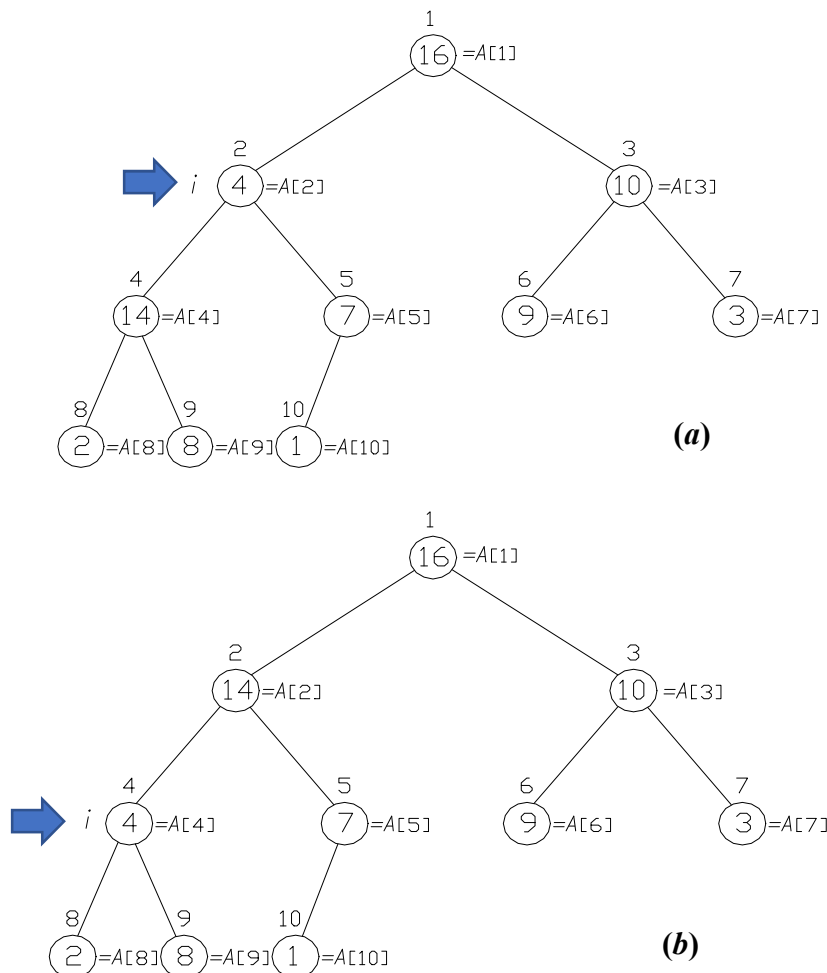 1
16 =A[1]
2 3
i 4 =A[2] 10 =A[3]
4 5 6 7
14 =A[4] 7 =A[5] 9 =A[6] 3 =A[7]
8 9 10
2 =A[8] 8 =A[9] 1 =A[10]
(a)
1
16 =A[1]
2 3
14 =A[2] 10 =A[3]
4 5 6 7
i 4 =A[4] 7 =A[5] 9 =A[6] 3 =A[7]
8 9 10
2 =A[8] 8 =A[9] 1 =A[10]
(b)